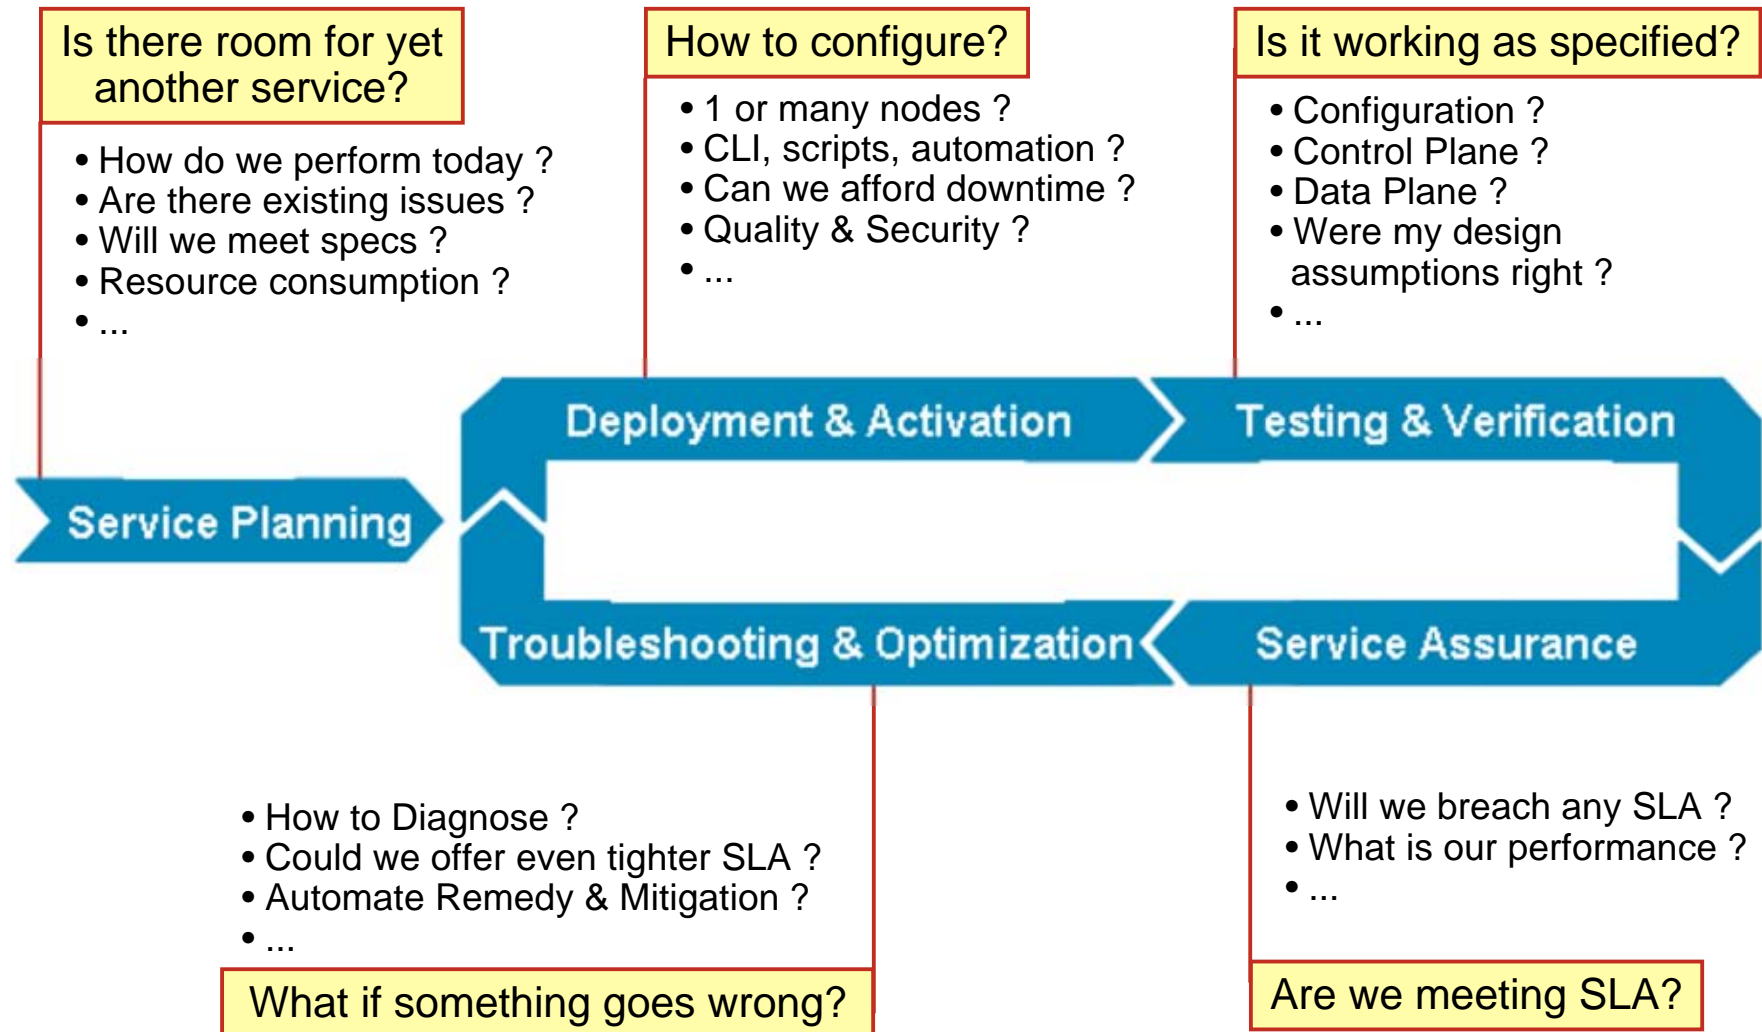 Is there room for yet
another service?
• How do we perform today ?
• Are there existing issues ?
• Will we meet specs ?
• Resource consumption ?
• ...
How to configure?
• 1 or many nodes ?
• CLI, scripts, automation ?
• Can we afford downtime ?
• Quality & Security ?
• ...
Is it working as specified?
• Configuration ?
• Control Plane ?
• Data Plane ?
• Were my design
assumptions right ?
• ...
Service Planning
Deployment & Activation
Testing & Verification
Troubleshooting & Optimization
Service Assurance
• How to Diagnose ?
• Could we offer even tighter SLA ?
• Automate Remedy & Mitigation ?
• ...
What if something goes wrong?
• Will we breach any SLA ?
• What is our performance ?
• ...
Are we meeting SLA?